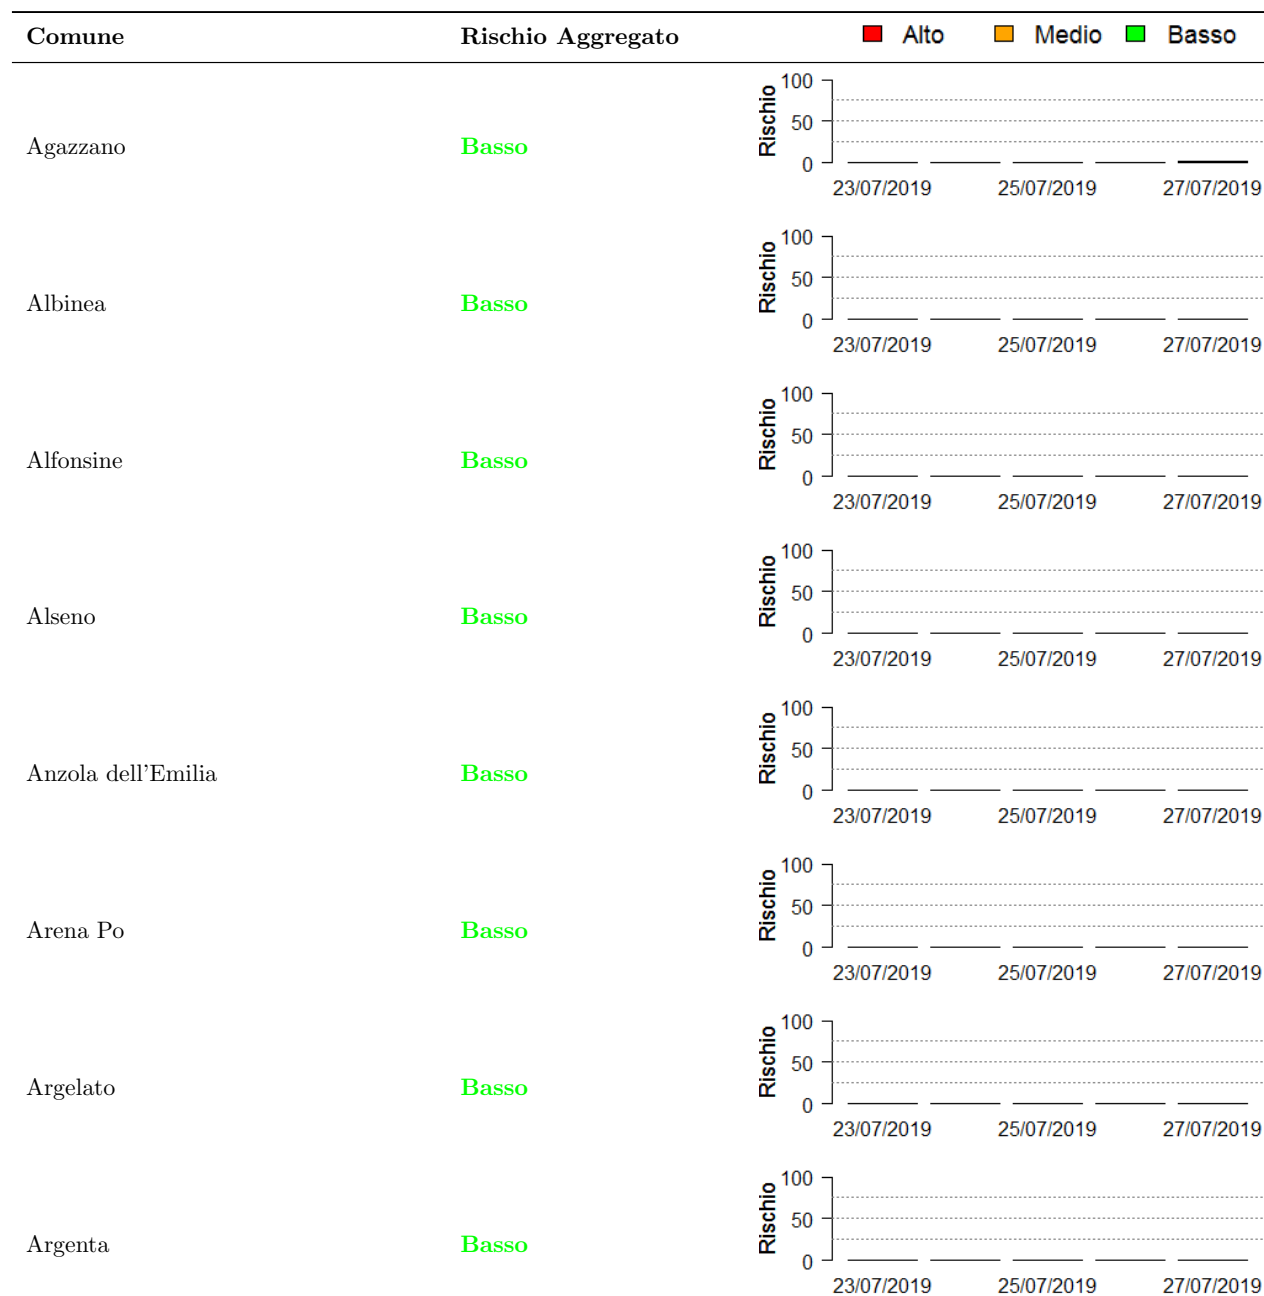 Comune Rischio Aggregato Alto Medio Basso
100
50
0
Rischio
Agazzano Basso
23/07/2019 25/07/2019 27/07/2019
100
50
0
Rischio
Albinea Basso
23/07/2019 25/07/2019 27/07/2019
100
50
0
Rischio
Alfonsine Basso
23/07/2019 25/07/2019 27/07/2019
100
50
0
Rischio
Alseno Basso
23/07/2019 25/07/2019 27/07/2019
100
50
0
Rischio
Anzola dell'Emilia Basso
23/07/2019 25/07/2019 27/07/2019
100
50
0
Rischio
Arena Po Basso
23/07/2019 25/07/2019 27/07/2019
100
50
0
Rischio
Argelato Basso
23/07/2019 25/07/2019 27/07/2019
100
50
0
Rischio
Argenta Basso
23/07/2019 25/07/2019 27/07/2019